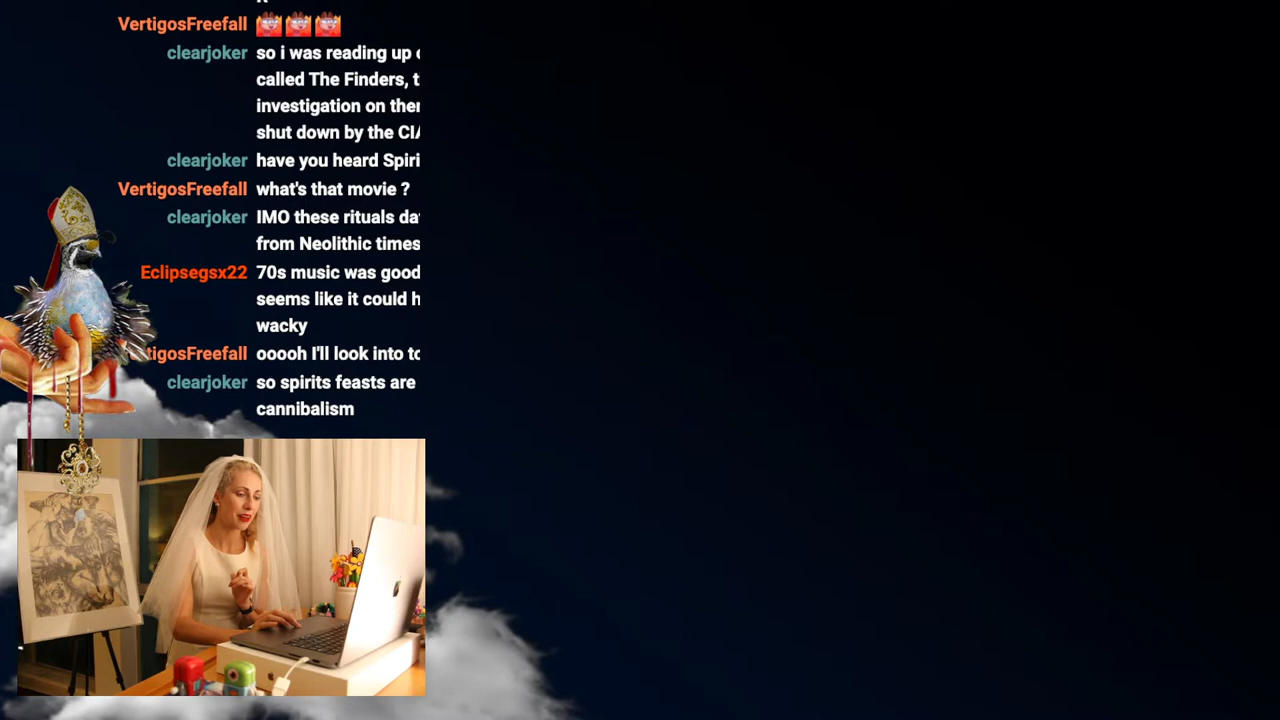 VertigosFreefall
clearjoker so i was reading up
called The Finders,
investigation on
shut down by the
clearjoker have you heard
VertigosFreefall what's that movie ?
clearjoker IMO these rituals
from Neolithic times
Eclipsegsx22 70s music was good
seems like it could
wacky
tigosFreefall ooooh I'll look into
clearjoker so spirits feasts are
cannibalism